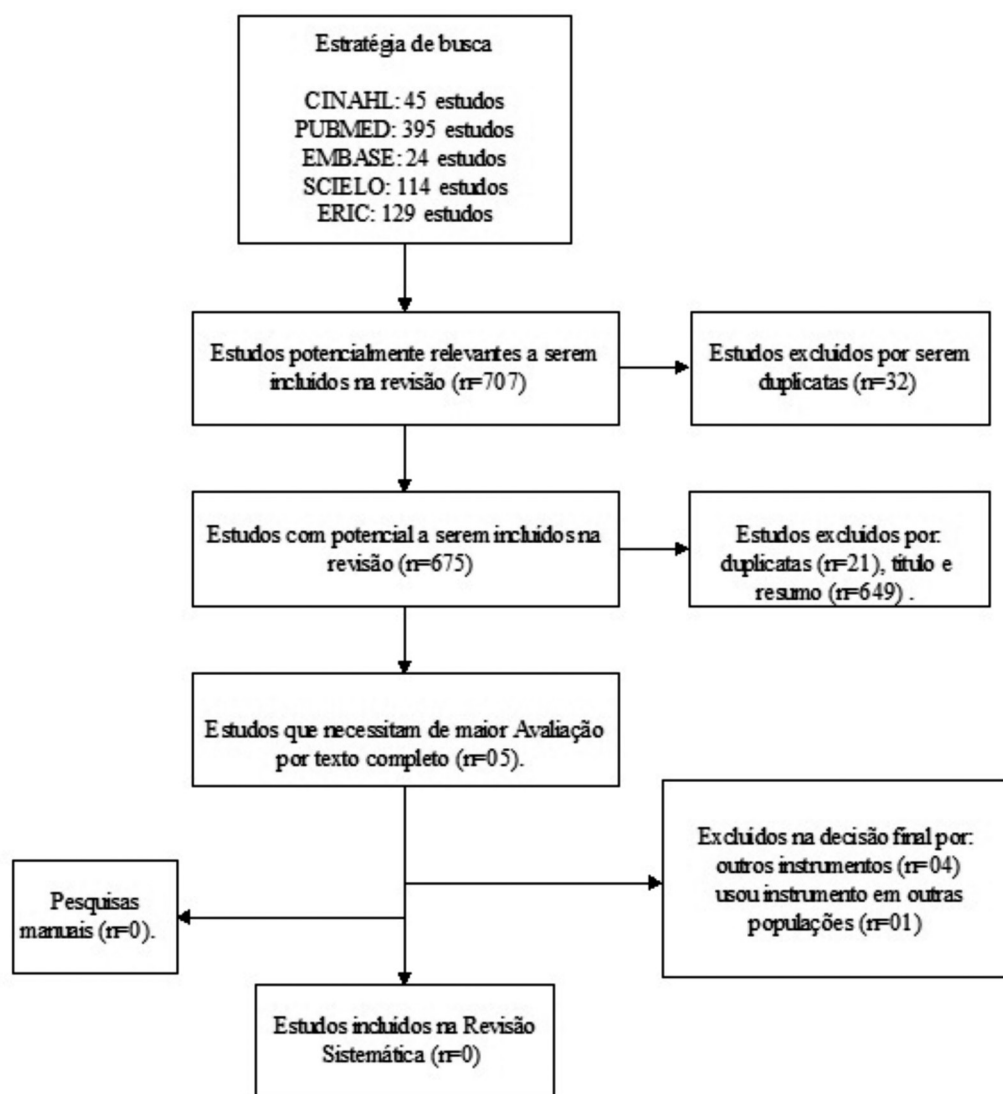 Estratégia de busca
CINAHL: 45 estudos
PUBMED: 395 estudos
EMBASE: 24 estudos
SCIELO: 114 estudos
ERIC: 129 estudos
Estudos potencialmente relevantes a serem
incluídos na revisão (n=707)
Estudos excluídos por serem
duplicatas (n=32)
Estudos com potencial a serem incluídos na
revisão (n=675)
Estudos excluídos por:
duplicatas (n=21), título e
resumo (n=649) .
Estudos que necessitam de maior Avaliação
por texto completo (n=05).
Excluídos na decisão final por:
outros instrumentos (n=04)
usou instrumento em outras
populações (n=01)
Pesquisas
manuais (n=0).
Estudos incluídos na Revisão
Sistemática (n=0)